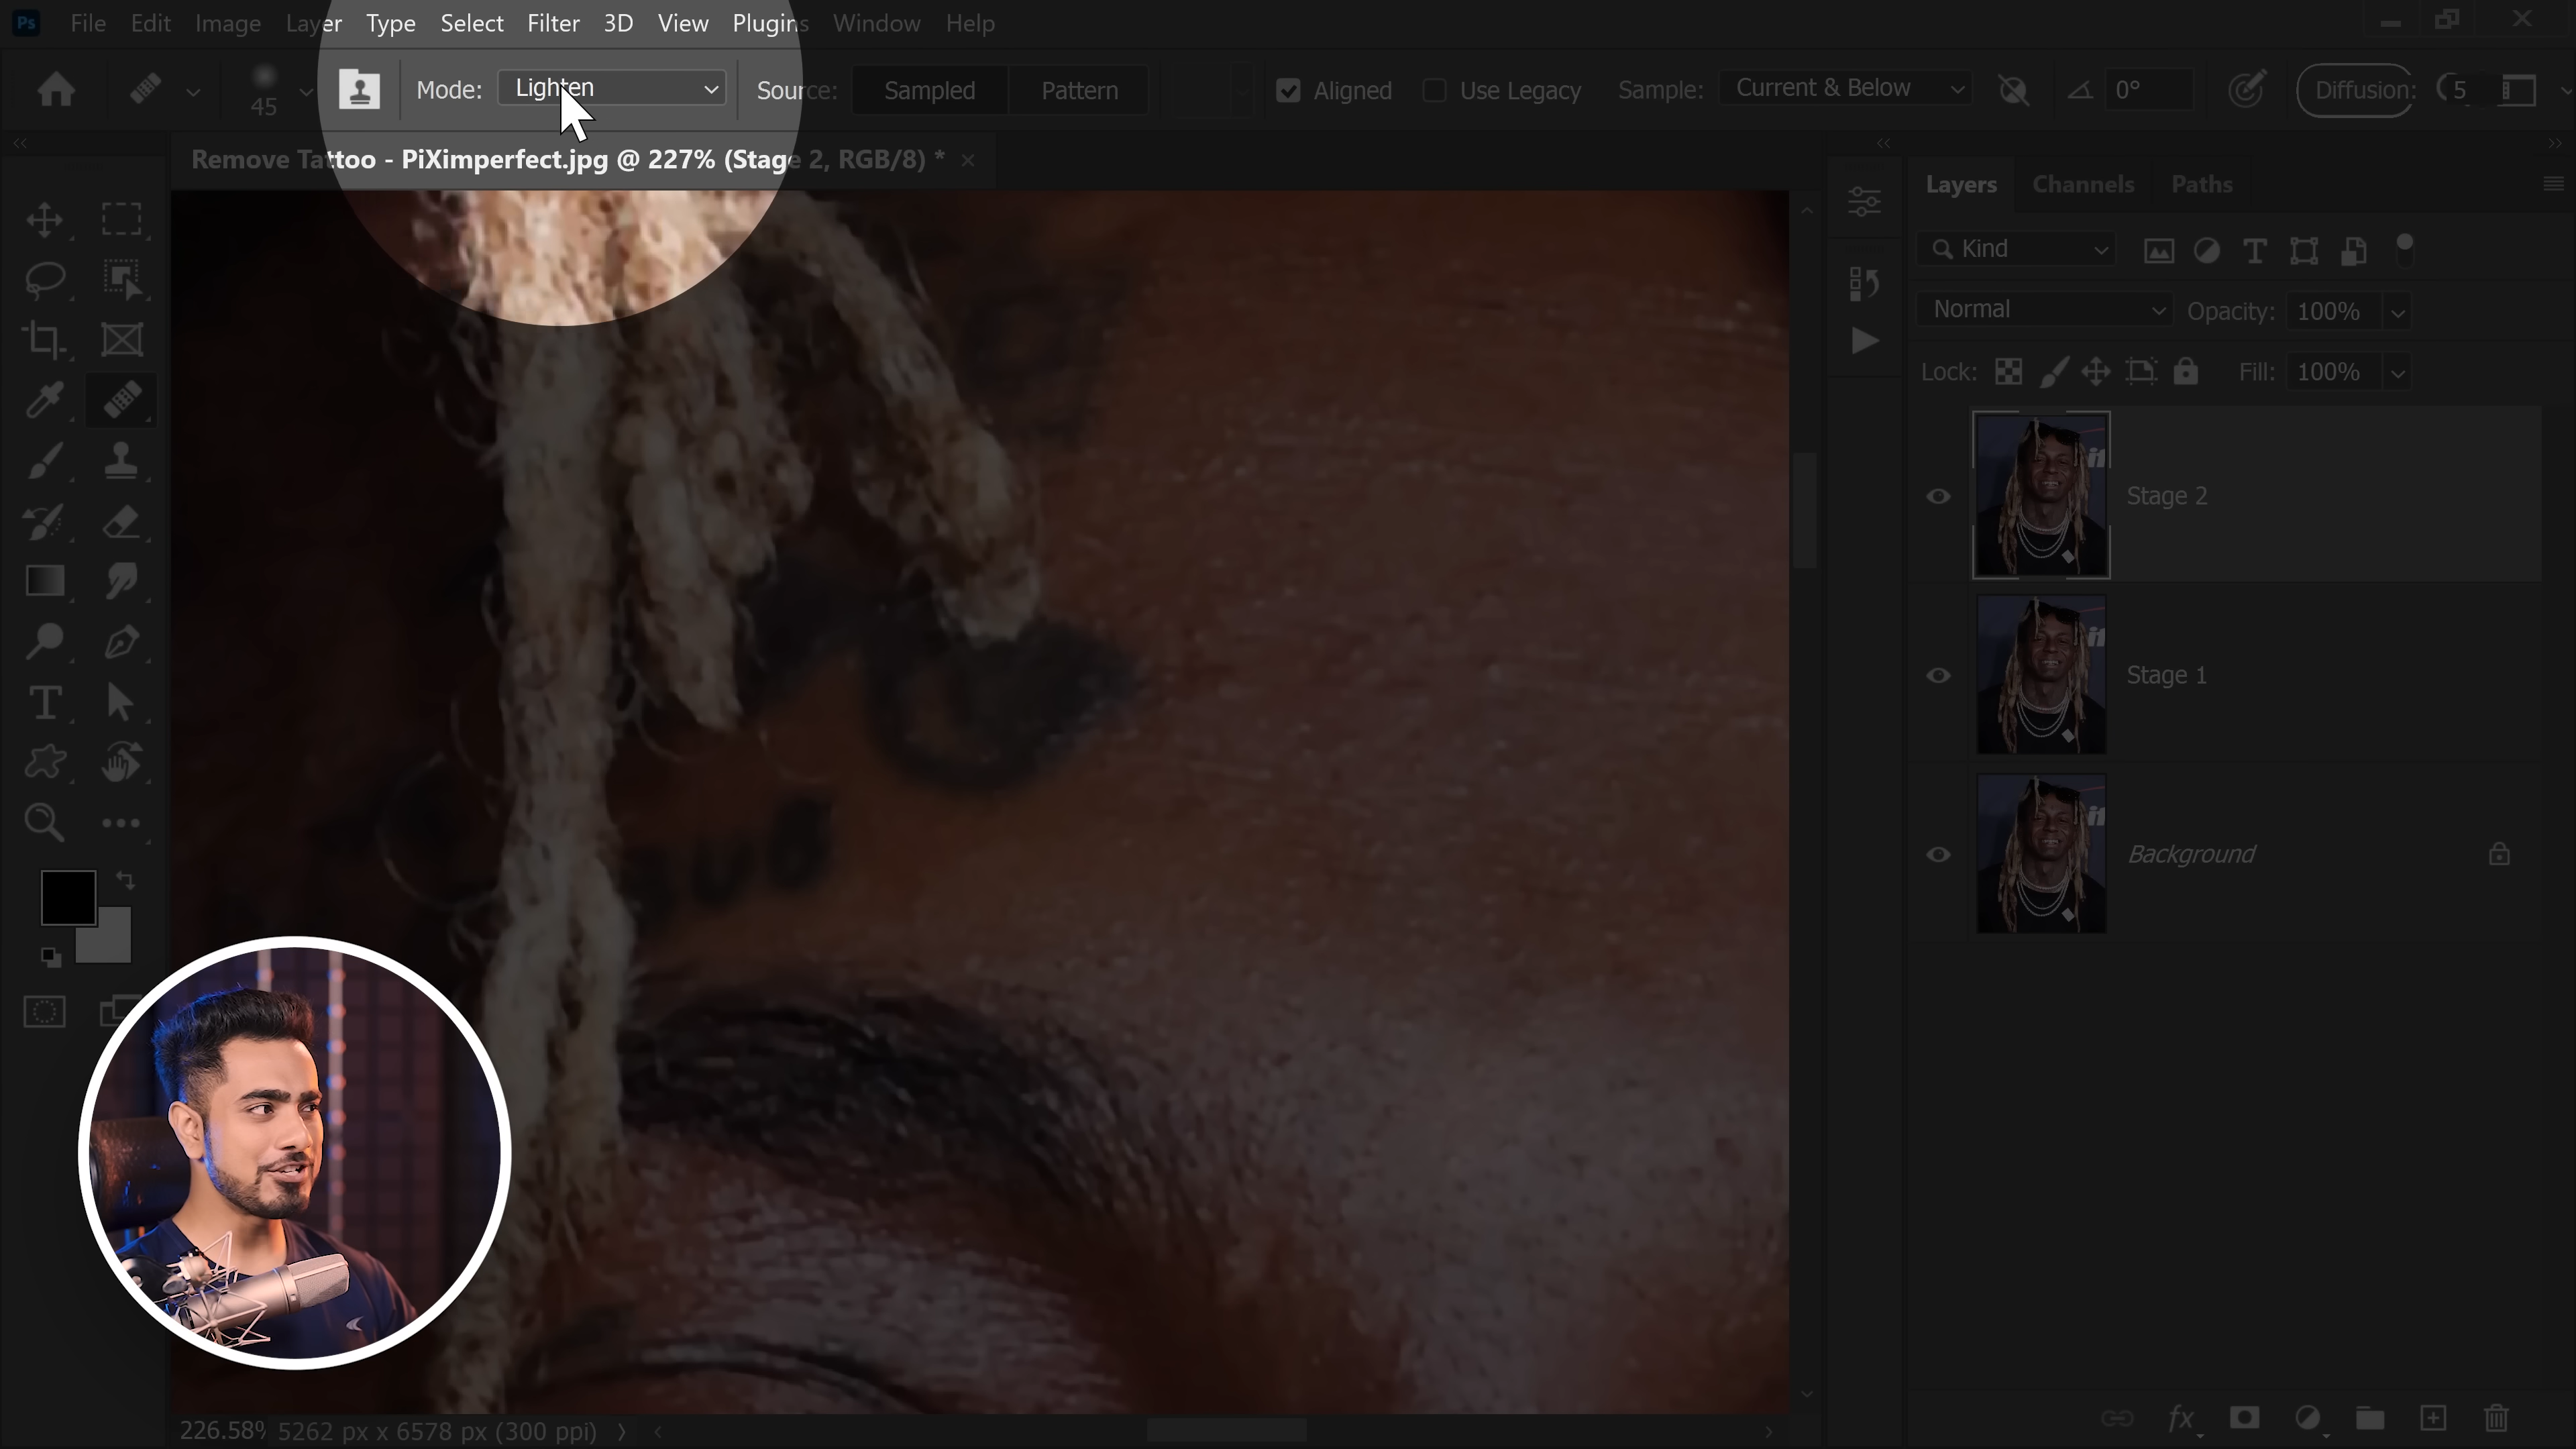 Ps File Edit Image Layer Type Select Filter 3D View Plugins Window Help
45 Mode: Lighten Source: Sampled Pattern Aligned Use Legacy Sample: Current & Below 0° Diffusion: 5
Remove Tattoo - PiXimperfect.jpg @ 227% (Stage 2, RGB/8) * ×
Layers Channels Paths
Kind
Normal Opacity: 100%
Lock: Fill: 100%
Stage 2
Stage 1
Background
226.58% 5262 px x 6578 px (300 ppi)
fx